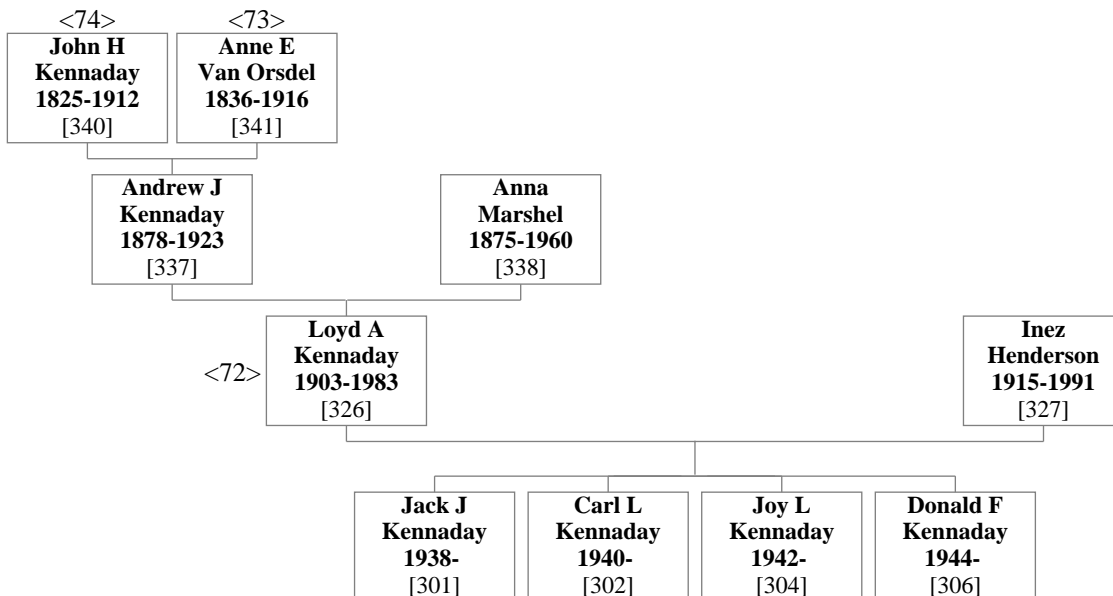 <74>
John H
Kennaday
1825-1912
[340]
<73>
Anne E
Van Orsdel
1836-1916
[341]
Andrew J
Kennaday
1878-1923
[337]
Anna
Marshel
1875-1960
[338]
<72>
Loyd A
Kennaday
1903-1983
[326]
Inez
Henderson
1915-1991
[327]
Jack J
Kennaday
1938-
[301]
Carl L
Kennaday
1940-
[302]
Joy L
Kennaday
1942-
[304]
Donald F
Kennaday
1944-
[306]